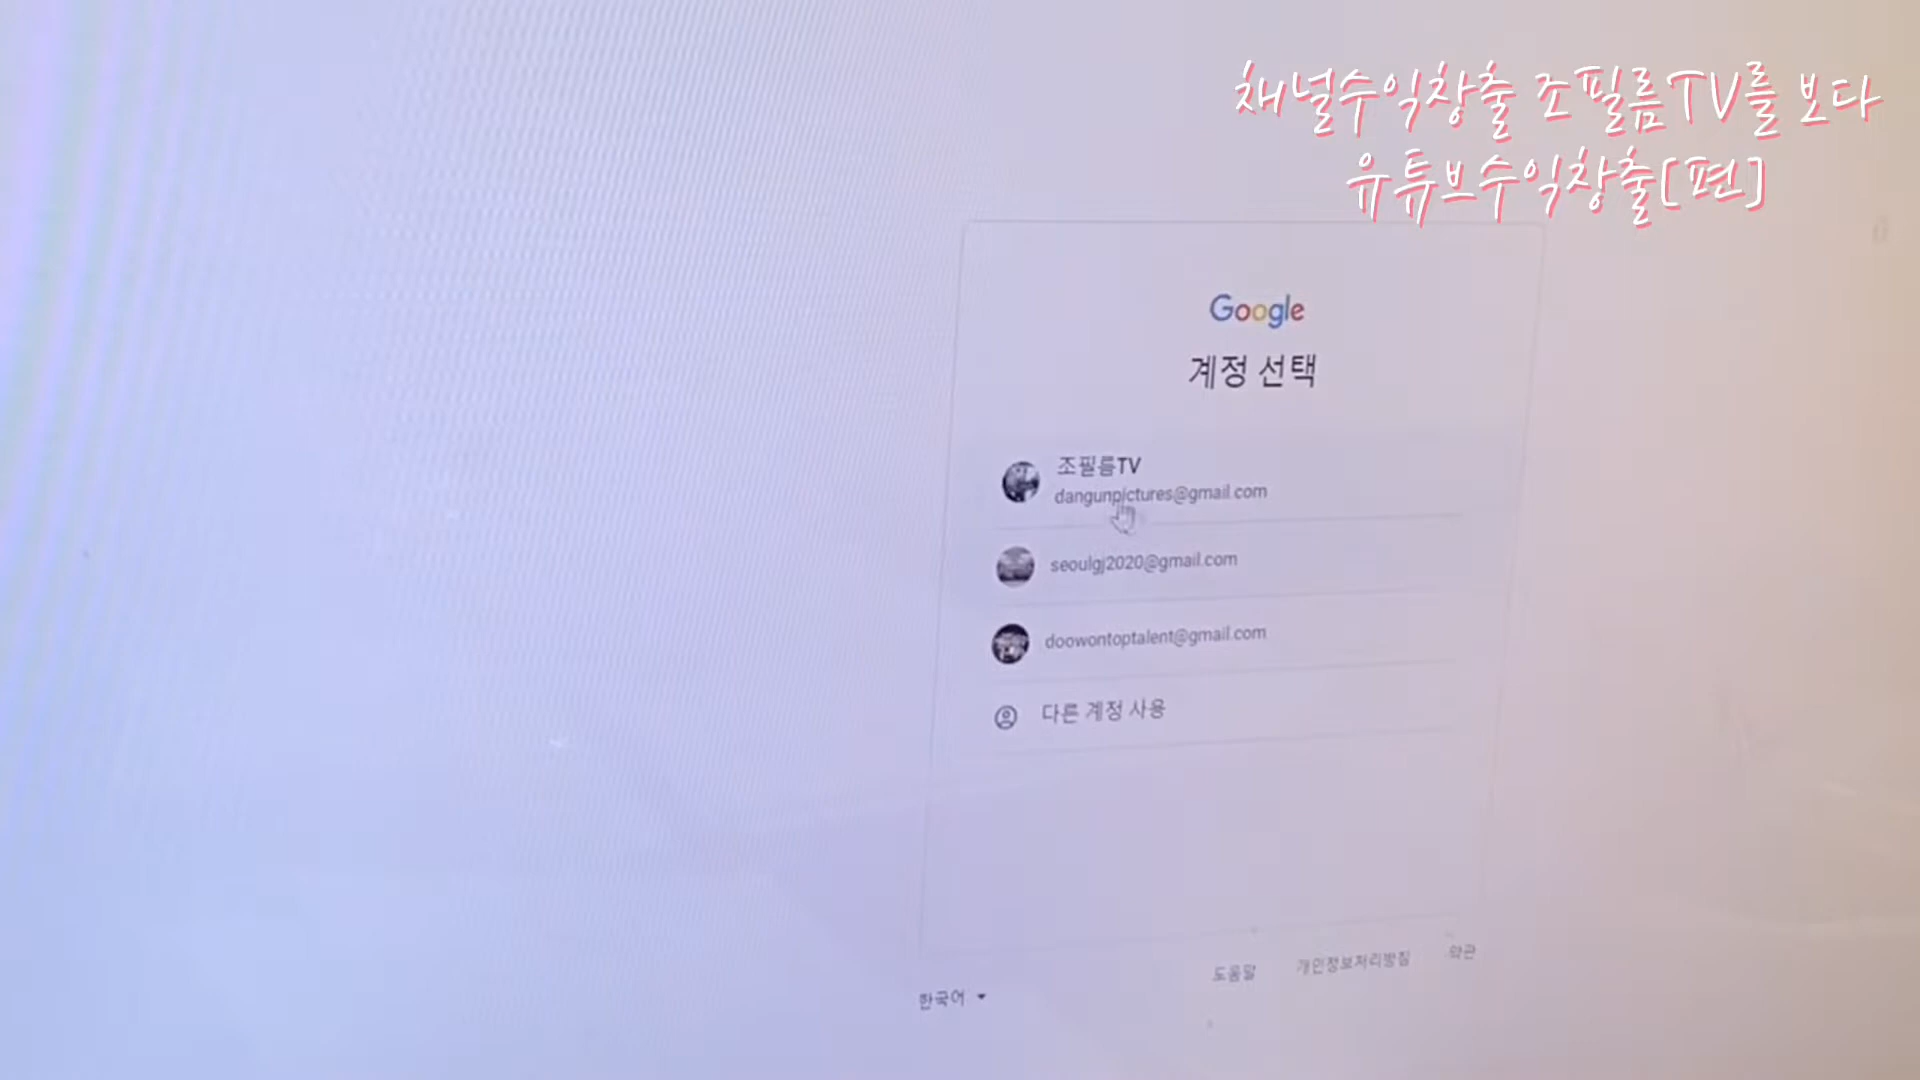 채널수익창출 조필름TV를 보다
유튜브수익창출[편]
Google
계정 선택
조필름TV
dangunpictures@gmail.com
seoulgj2020@gmail.com
doowontoptalent@gmail.com
다른 계정 사용
한국어
도움말 개인정보처리방침 약관